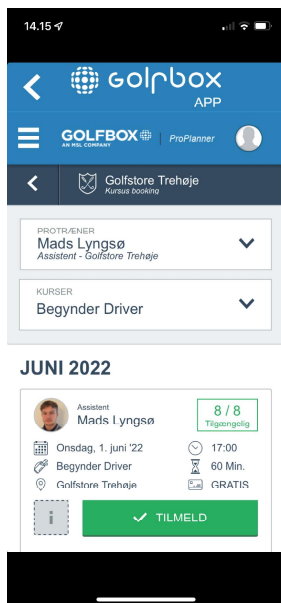 14.15
Golfbox
APP
GOLFBOX
AN MEL COMPANY
ProPlanner
Golfstore Trehøje
Kursus booking
PROTRÆNER
Mads Lyngsø
Assistent - Golfstore Trehøje
KURSER
Begynder Driver
JUNI 2022
Assistent
Mads Lyngsø
8 / 8
Tilgængelig
Onsdag, 1. juni '22
17:00
Begynder Driver
60 Min.
Golfstore Trehøje
GRATIS
i
TILMELD